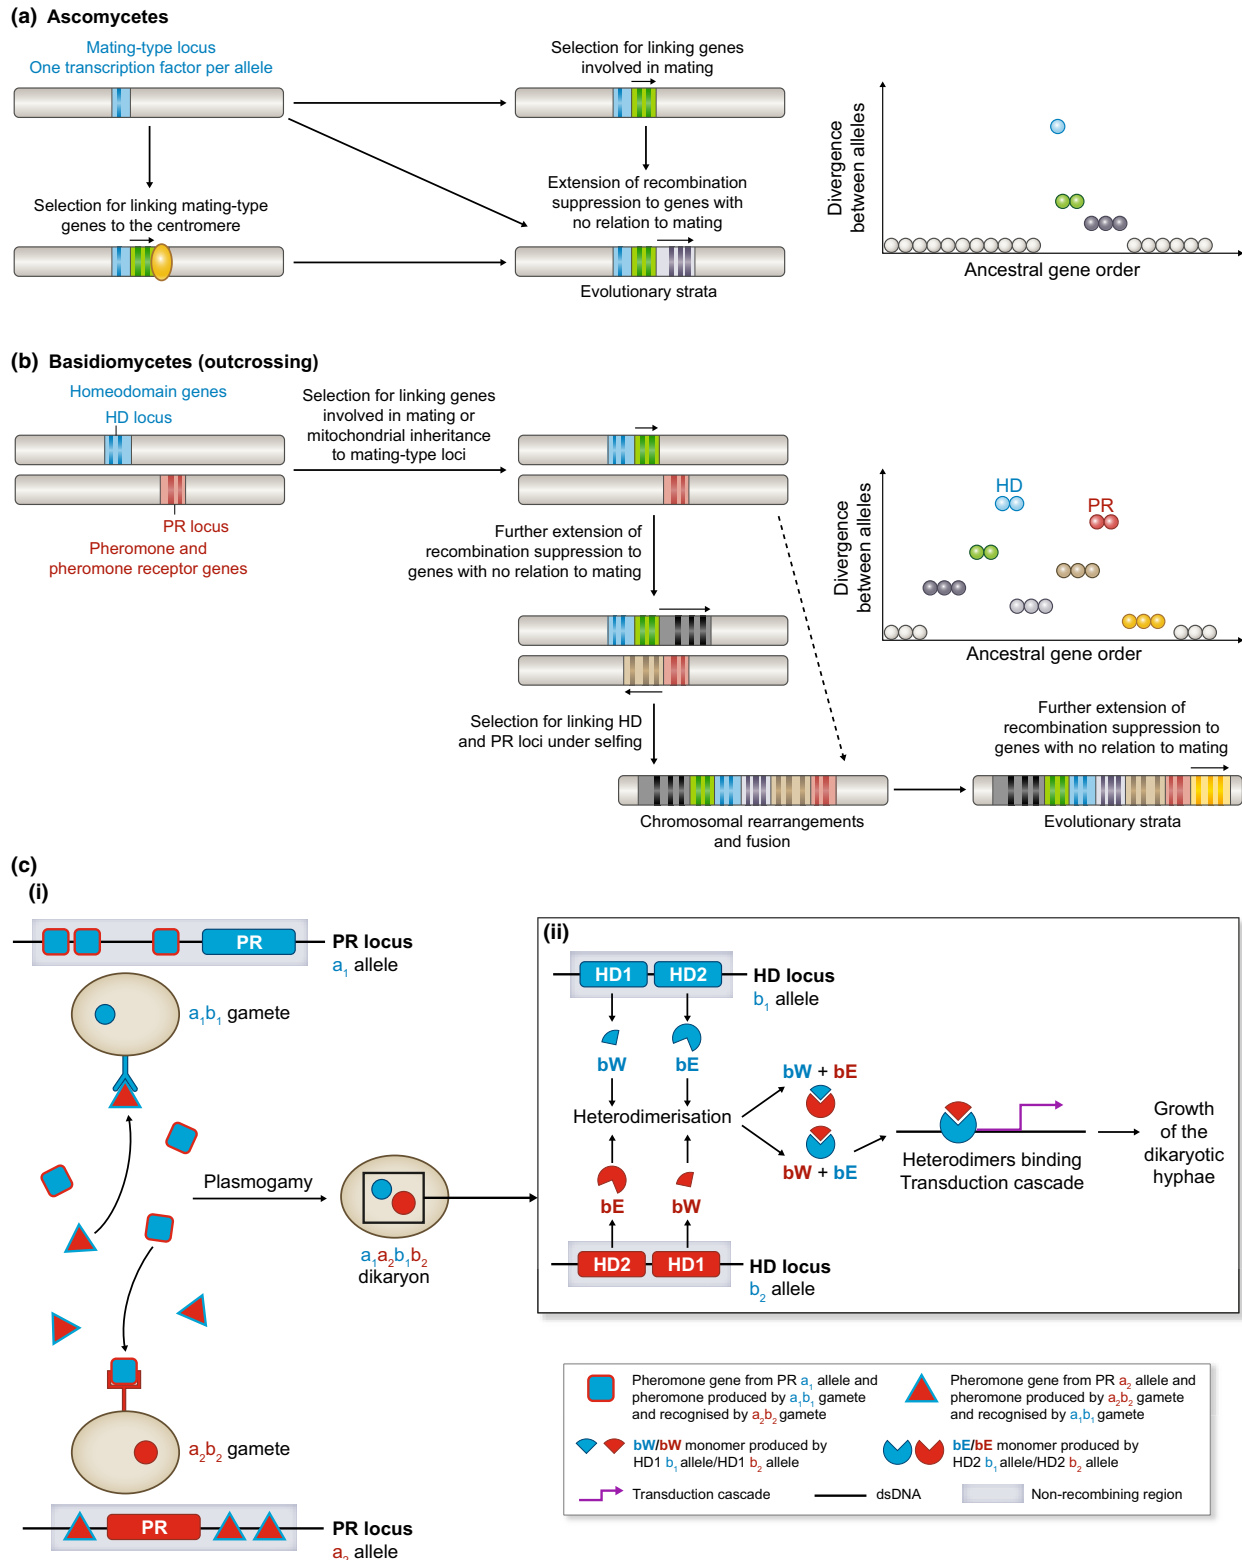 (a) Ascomycetes
Mating-type locus
One transcription factor per allele
Selection for linking genes
involved in mating
Selection for linking mating-type
genes to the centromere
Extension of recombination
suppression to genes with
no relation to mating
Evolutionary strata
Divergence
between alleles
Ancestral gene order
(b) Basidiomycetes (outcrossing)
Homeodomain genes
HD locus
PR locus
Pheromone and
pheromone receptor genes
Selection for linking genes
involved in mating or
mitochondrial inheritance
to mating-type loci
Further extension of
recombination suppression to
genes with no relation to mating
Selection for linking HD
and PR loci under selfing
Chromosomal rearrangements
and fusion
HD
PR
Divergence
between alleles
Ancestral gene order
Further extension of
recombination suppression to
genes with no relation to mating
Evolutionary strata
(c)
(i)
PR
PR locus
a1 allele
a1b1 gamete
Plasmogamy
a1a2b1b2
dikaryon
a2b2 gamete
PR
PR locus
a2 allele
(ii)
HD1 HD2
HD locus
b1 allele
bW bE
Heterodimerisation
bE bW
HD2 HD1
HD locus
b2 allele
bW + bE
bW + bE
Heterodimers binding
Transduction cascade
Growth
of the
dikaryotic
hyphae
Pheromone gene from PR a1 allele and
pheromone produced by a1b1 gamete
and recognised by a2b2 gamete
Pheromone gene from PR a2 allele and
pheromone produced by a2b2 gamete
and recognised by a1b1 gamete
bW/bW monomer produced by
HD1 b1 allele/HD1 b2 allele
bE/bE monomer produced by
HD2 b1 allele/HD2 b2 allele
Transduction cascade
dsDNA
Non-recombining region